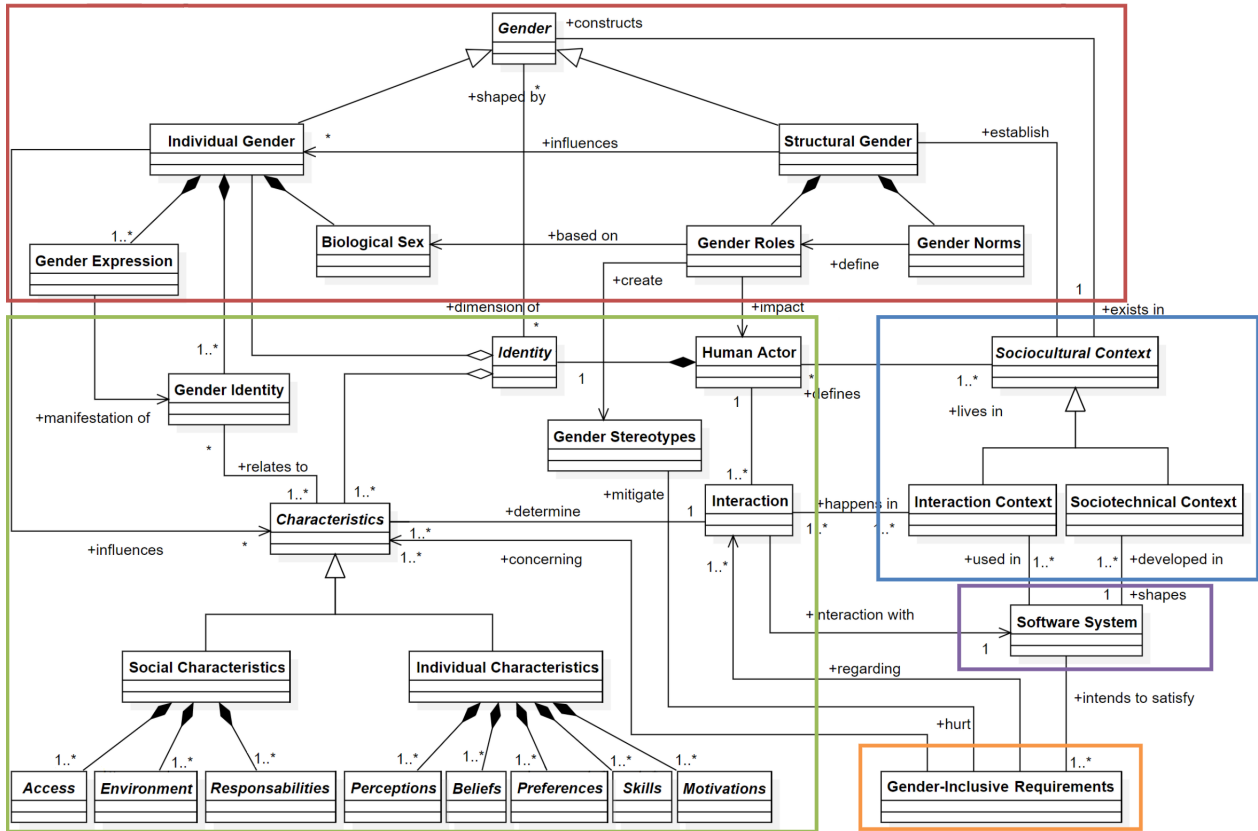 Gender
+constructs
+shaped by
*
Individual Gender
*
+influences
Structural Gender
+establish
1..*
Gender Expression
Biological Sex
+based on
Gender Roles
+define
Gender Norms
+create
1
+dimension of
+impact
+exists in
*
Identity
Human Actor
Sociocultural Context
1..*
1
*
1..*
+defines
Gender Identity
1
+manifestation of
+lives in
*
Gender Stereotypes
+relates to
1..*
1..*
1..*
+mitigate
Interaction
Interaction Context
Sociotechnical Context
Characteristics
+determine
1
+happens in
1..*
1..*
1..*
+influences
*
1..*
+concerning
1..*
+used in
1..*
1..*
+developed in
1
+shapes
+interaction with
Software System
1
Social Characteristics
Individual Characteristics
+regarding
+intends to satisfy
+hurt
1..*
1..*
1..*
1..*
1..*
1..*
1..*
1..*
1..*
Access
Environment
Responsabilities
Perceptions
Beliefs
Preferences
Skills
Motivations
Gender-Inclusive Requirements